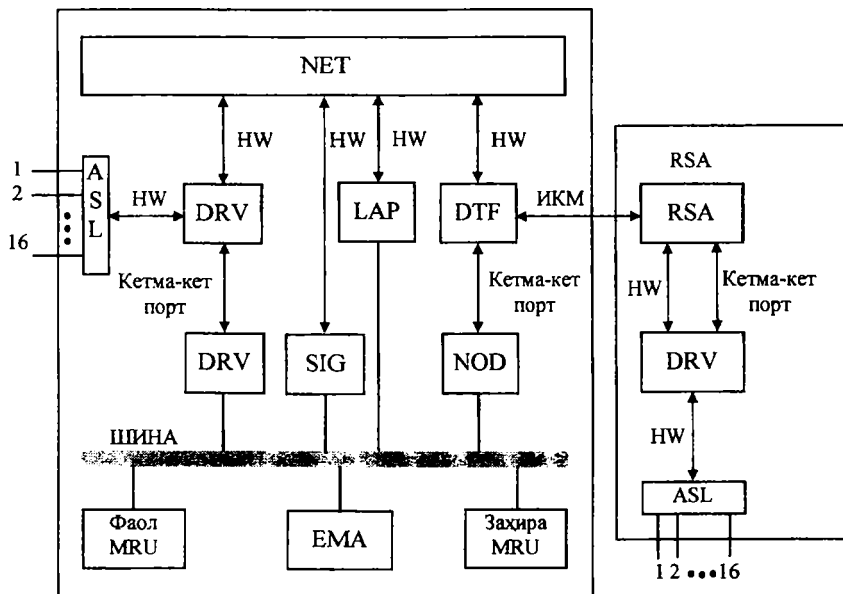 NET
HW
HW
HW
HW
1
2
16
A
S
L
HW
DRV
LAP
DTF
ИКМ
RSA
RSA
Кетма-кет
порт
Кетма-кет
порт
HW
Кетма-кет
порт
DRV
SIG
NOD
DRV
ШИНА
HW
Фаол
MRU
EMA
Заҳира
MRU
ASL
1 2 •••16